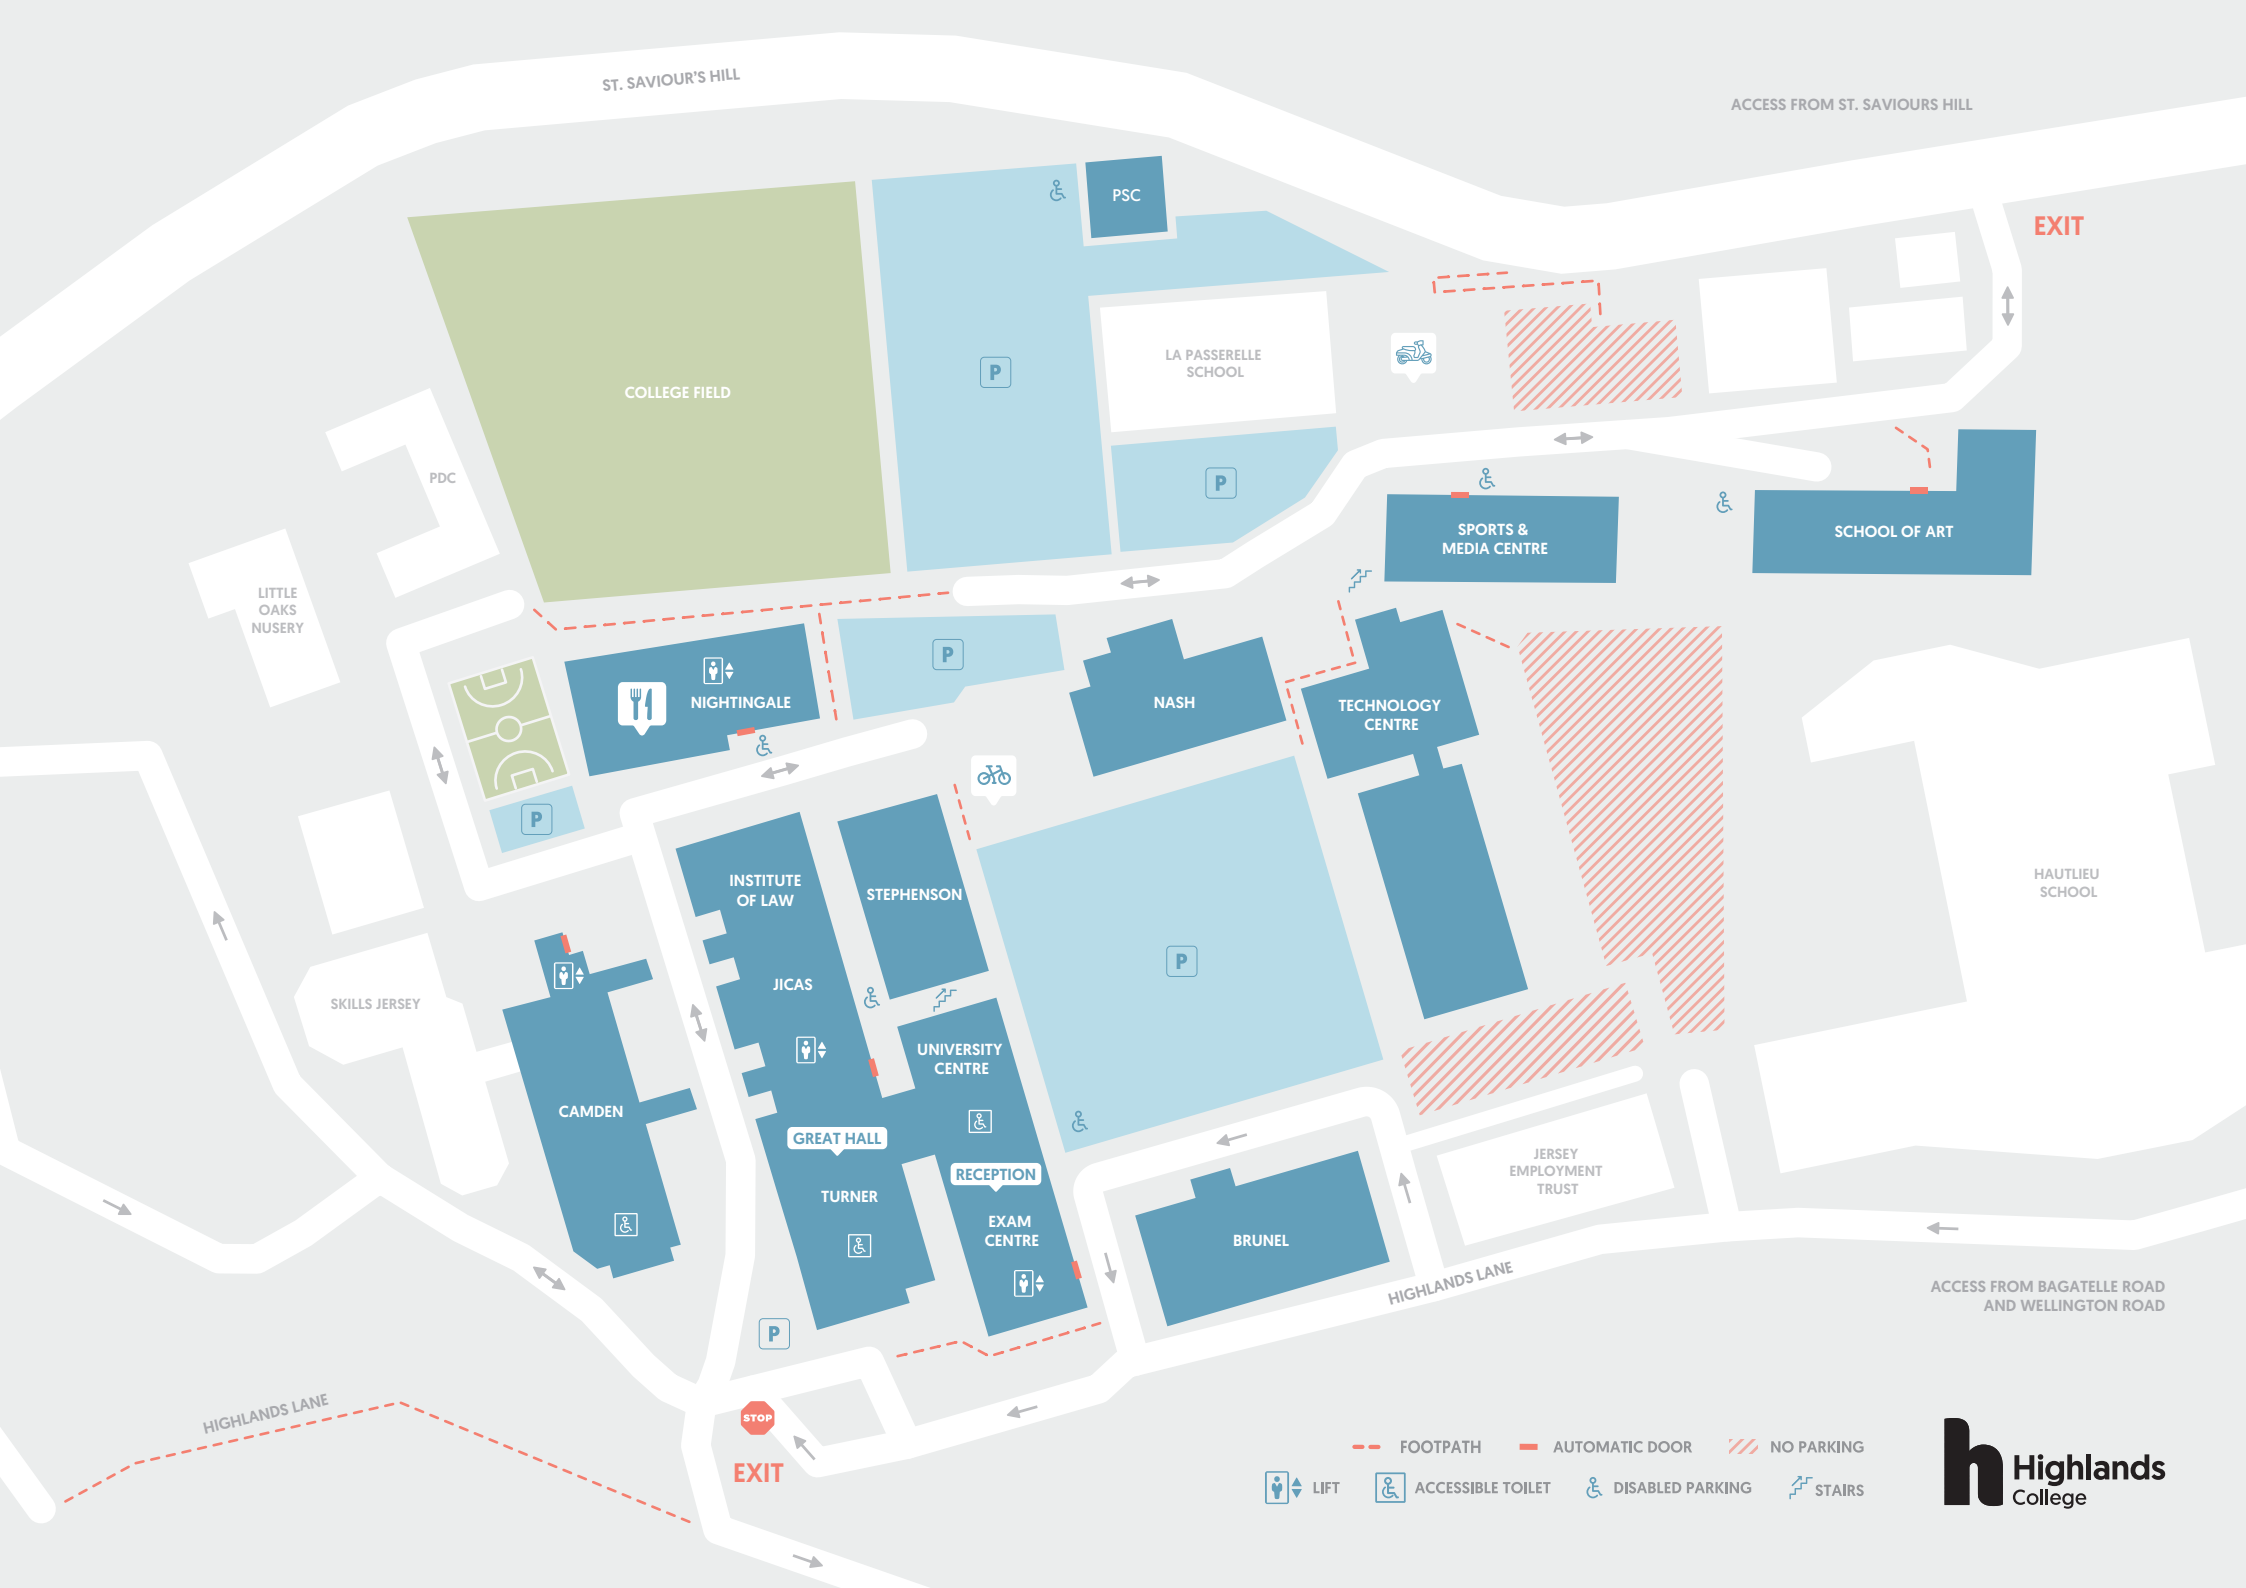 ST. SAVIOUR'S HILL
ACCESS FROM ST. SAVIOURS HILL
PSC
EXIT
LA PASSERELLE
SCHOOL
P
COLLEGE FIELD
PDC
P
SPORTS &
MEDIA CENTRE
SCHOOL OF ART
LITTLE
OAKS
NUSERY
P
NIGHTINGALE
NASH
TECHNOLOGY
CENTRE
P
INSTITUTE
OF LAW
STEPHENSON
HAUTLIEU
SCHOOL
P
JICAS
SKILLS JERSEY
UNIVERSITY
CENTRE
CAMDEN
GREAT HALL
RECEPTION
JERSEY
EMPLOYMENT
TRUST
TURNER
EXAM
CENTRE
BRUNEL
HIGHLANDS LANE
ACCESS FROM BAGATELLE ROAD
AND WELLINGTON ROAD
P
HIGHLANDS LANE
STOP
EXIT
FOOTPATH
AUTOMATIC DOOR
NO PARKING
LIFT
ACCESSIBLE TOILET
DISABLED PARKING
STAIRS
h
Highlands
College